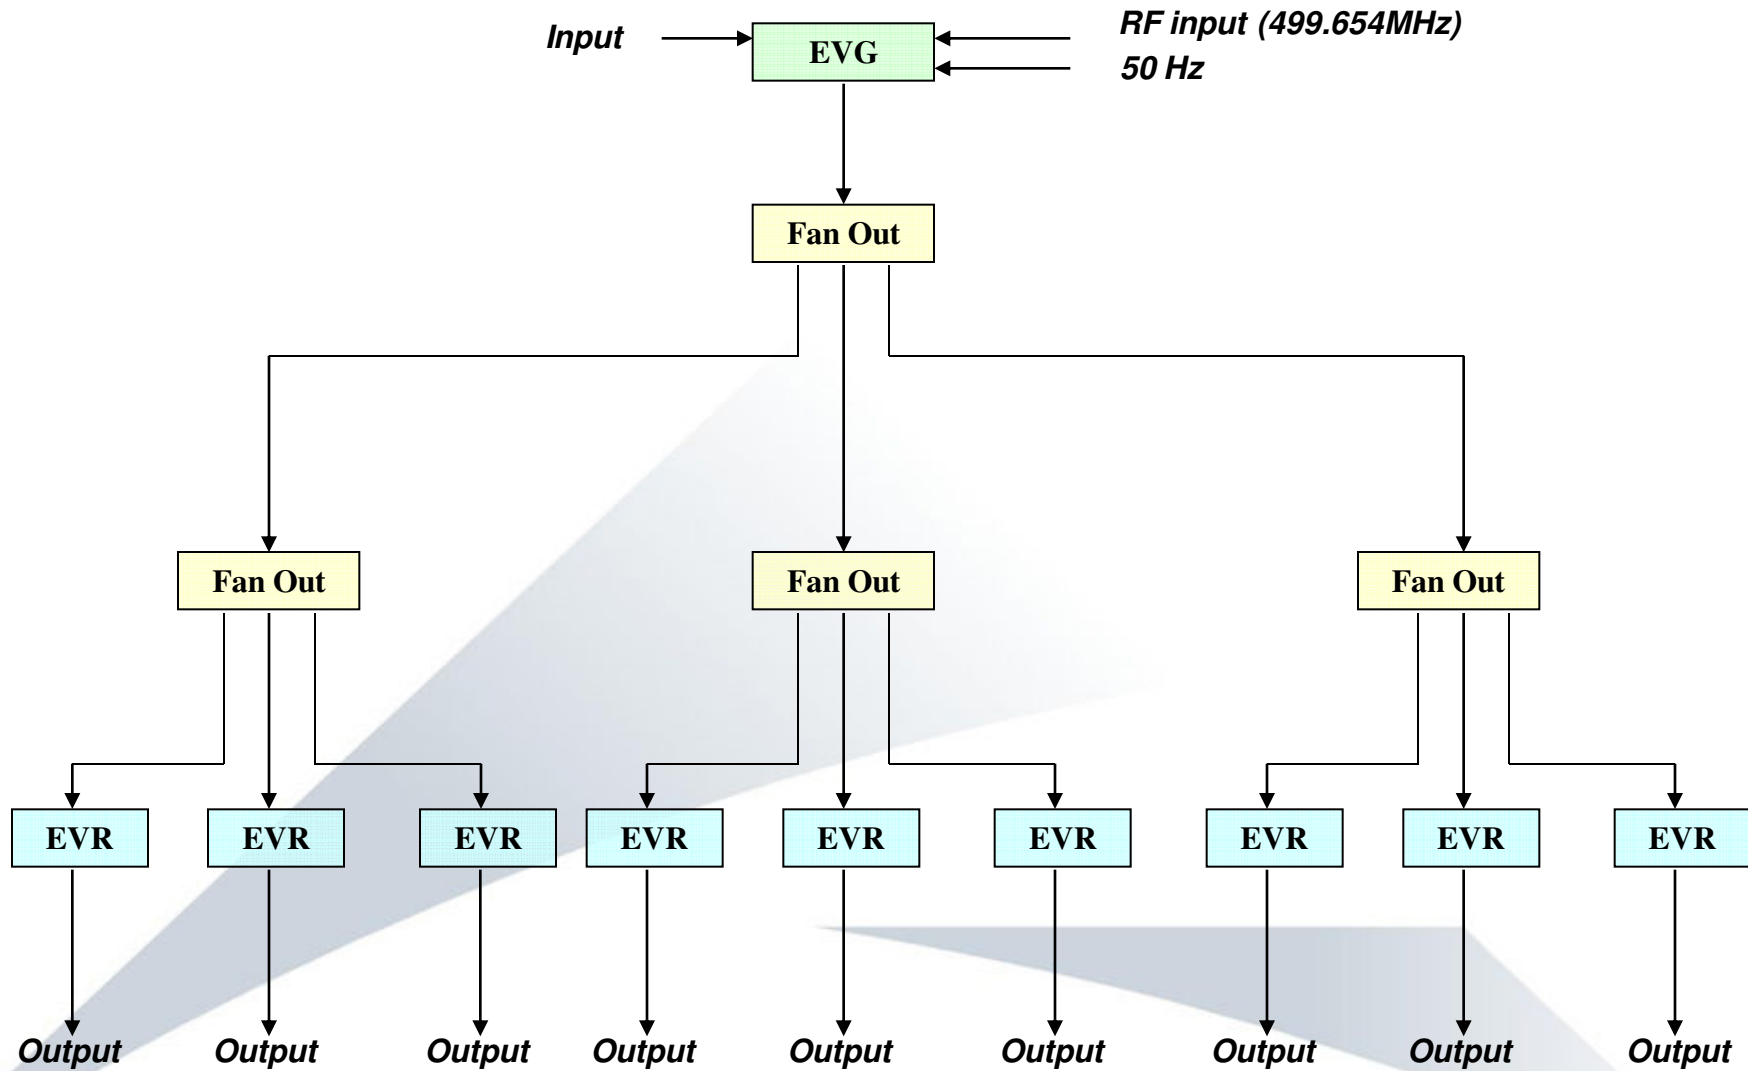 Input
EVG
RF input (499.654MHz)
50 Hz
Fan Out
Fan Out
Fan Out
Fan Out
EVR
EVR
EVR
EVR
EVR
EVR
EVR
EVR
EVR
Output
Output
Output
Output
Output
Output
Output
Output
Output